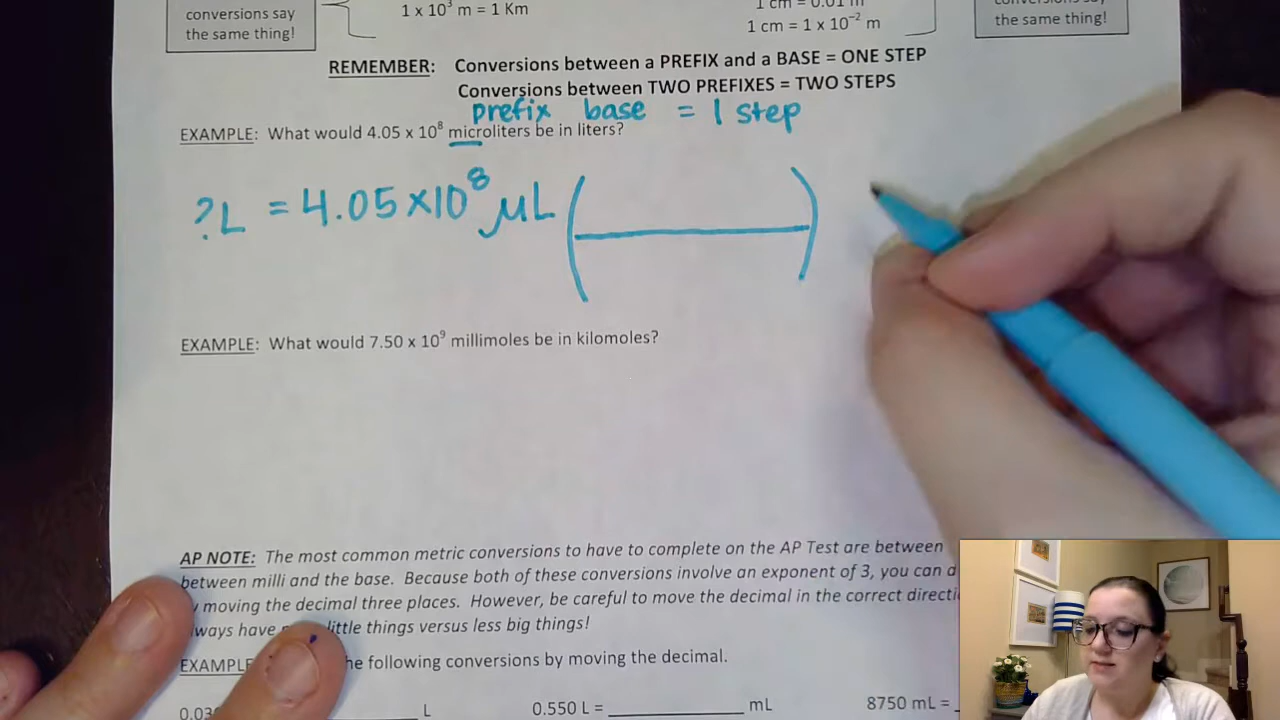 conversions say
the same thing!
1 x 10³ m = 1 Km
1 cm = 0.01 m
1 cm = 1 x 10⁻² m
the same thing!
REMEMBER: Conversions between a PREFIX and a BASE = ONE STEP
Conversions between TWO PREFIXES = TWO STEPS
prefix base = 1 step
EXAMPLE: What would 4.05 x 10⁸ microliters be in liters?
?L = 4.05×10⁸ μL
EXAMPLE: What would 7.50 x 10⁹ millimoles be in kilomoles?
AP NOTE: The most common metric conversions to have to complete on the AP Test are between
between milli and the base. Because both of these conversions involve an exponent of 3, you can
moving the decimal three places. However, be careful to move the decimal in the correct
have little things versus less big things!
EXAMPLE following conversions by moving the decimal.
L 0.550 L = ____________ mL 8750 mL =